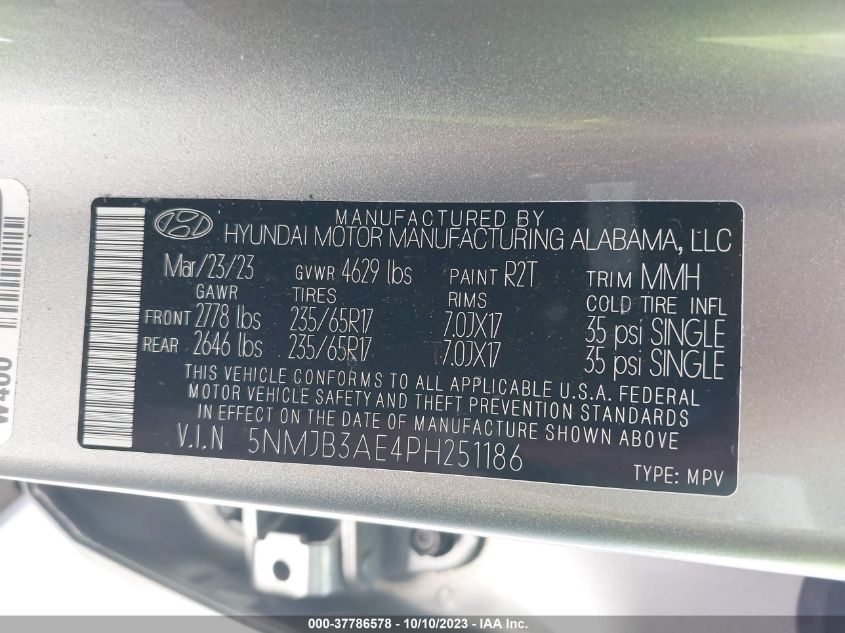 MANUFACTURED BY
HYUNDAI MOTOR MANUFACTURING ALABAMA, LLC
Mar/23/23 GVWR 4629 lbs PAINT R2T TRIM MMH
GAWR TIRES RIMS COLD TIRE INFL
FRONT 2778 lbs 235/65R17 7.0JX17 35 psi SINGLE
REAR 2646 lbs 235/65R17 7.0JX17 35 psi SINGLE
THIS VEHICLE CONFORMS TO ALL APPLICABLE U.S.A. FEDERAL
MOTOR VEHICLE SAFETY AND THEFT PREVENTION STANDARDS
IN EFFECT ON THE DATE OF MANUFACTURE SHOWN ABOVE.
V.I.N 5NMJB3AE4PH251186
TYPE: MPV
W400
000-37786578 - 10/10/2023 - IAA Inc.